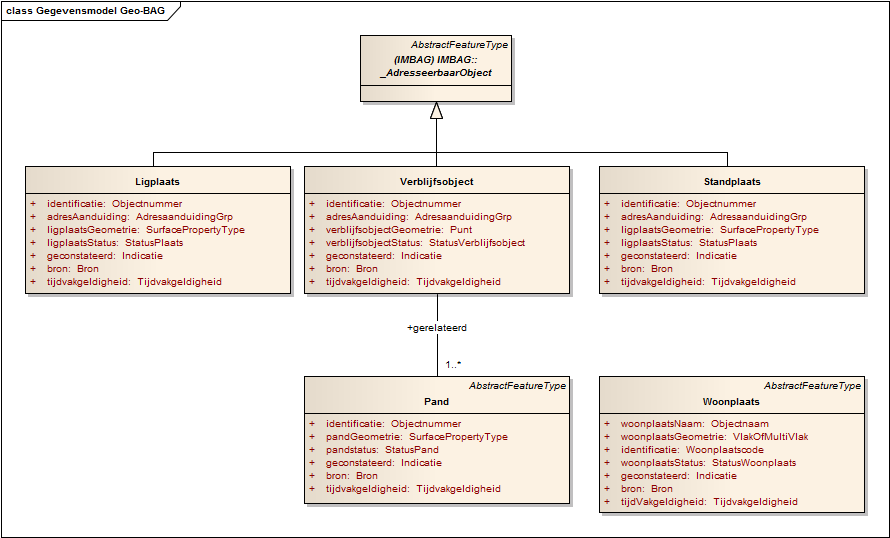 class Gegevensmodel Geo-BAG
AbstractFeatureType
(IMBAG) IMBAG::
_AdresseerbaarObject
Ligplaats
+ identificatie: Objectnummer
+ adresAanduiding: AdresaanduidingGrp
+ ligplaatsGeometrie: SurfacePropertyType
+ ligplaatsStatus: StatusPlaats
+ geconstateerd: Indicatie
+ bron: Bron
+ tijdvakgeldigheid: Tijdvakgeldigheid
Verblijfsobject
+ identificatie: Objectnummer
+ adresAanduiding: AdresaanduidingGrp
+ verblijfsobjectGeometrie: Punt
+ verblijfsobjectStatus: StatusVerblijfsobject
+ geconstateerd: Indicatie
+ bron: Bron
+ tijdvakgeldigheid: Tijdvakgeldigheid
Standplaats
+ identificatie: Objectnummer
+ adresAanduiding: AdresaanduidingGrp
+ ligplaatsGeometrie: SurfacePropertyType
+ ligplaatsStatus: StatusPlaats
+ geconstateerd: Indicatie
+ bron: Bron
+ tijdvakgeldigheid: Tijdvakgeldigheid
+gerelateerd
1..*
AbstractFeatureType
Pand
+ identificatie: Objectnummer
+ pandGeometrie: SurfacePropertyType
+ pandstatus: StatusPand
+ geconstateerd: Indicatie
+ bron: Bron
+ tijdvakgeldigheid: Tijdvakgeldigheid
AbstractFeatureType
Woonplaats
+ woonplaatsNaam: Objectnaam
+ woonplaatsGeometrie: VlakOfMultiVlak
+ identificatie: Woonplaatscode
+ woonplaatsStatus: StatusWoonplaats
+ geconstateerd: Indicatie
+ bron: Bron
+ tijdVakgeldigheid: Tijdvakgeldigheid